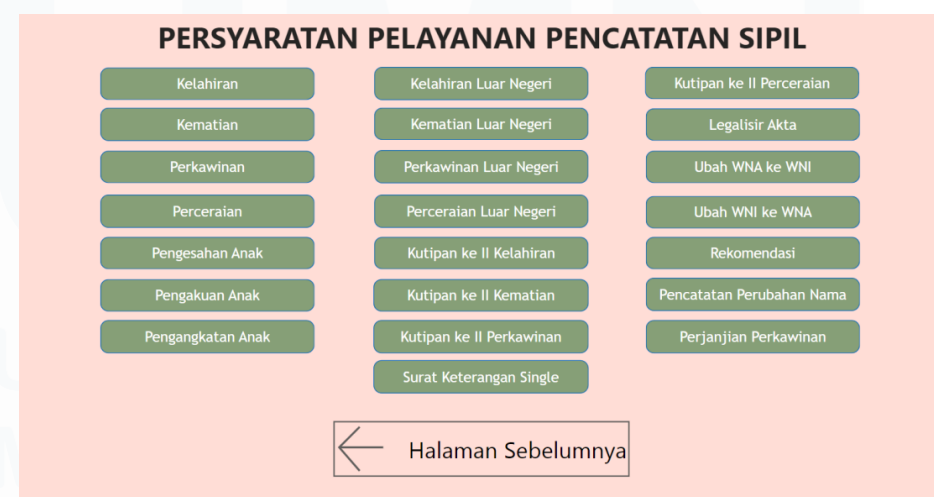 PERSYARATAN PELAYANAN PENCATATAN SIPIL
Kelahiran
Kematian
Perkawinan
Perceraian
Pengesahan Anak
Pengakuan Anak
Pengangkatan Anak
Kelahiran Luar Negeri
Kematian Luar Negeri
Perkawinan Luar Negeri
Perceraian Luar Negeri
Kutipan ke II Kelahiran
Kutipan ke II Kematian
Kutipan ke II Perkawinan
Surat Keterangan Single
Kutipan ke II Perceraian
Legalisir Akta
Ubah WNA ke WNI
Ubah WNI ke WNA
Rekomendasi
Pencatatan Perubahan Nama
Perjanjian Perkawinan
Halaman Sebelumnya